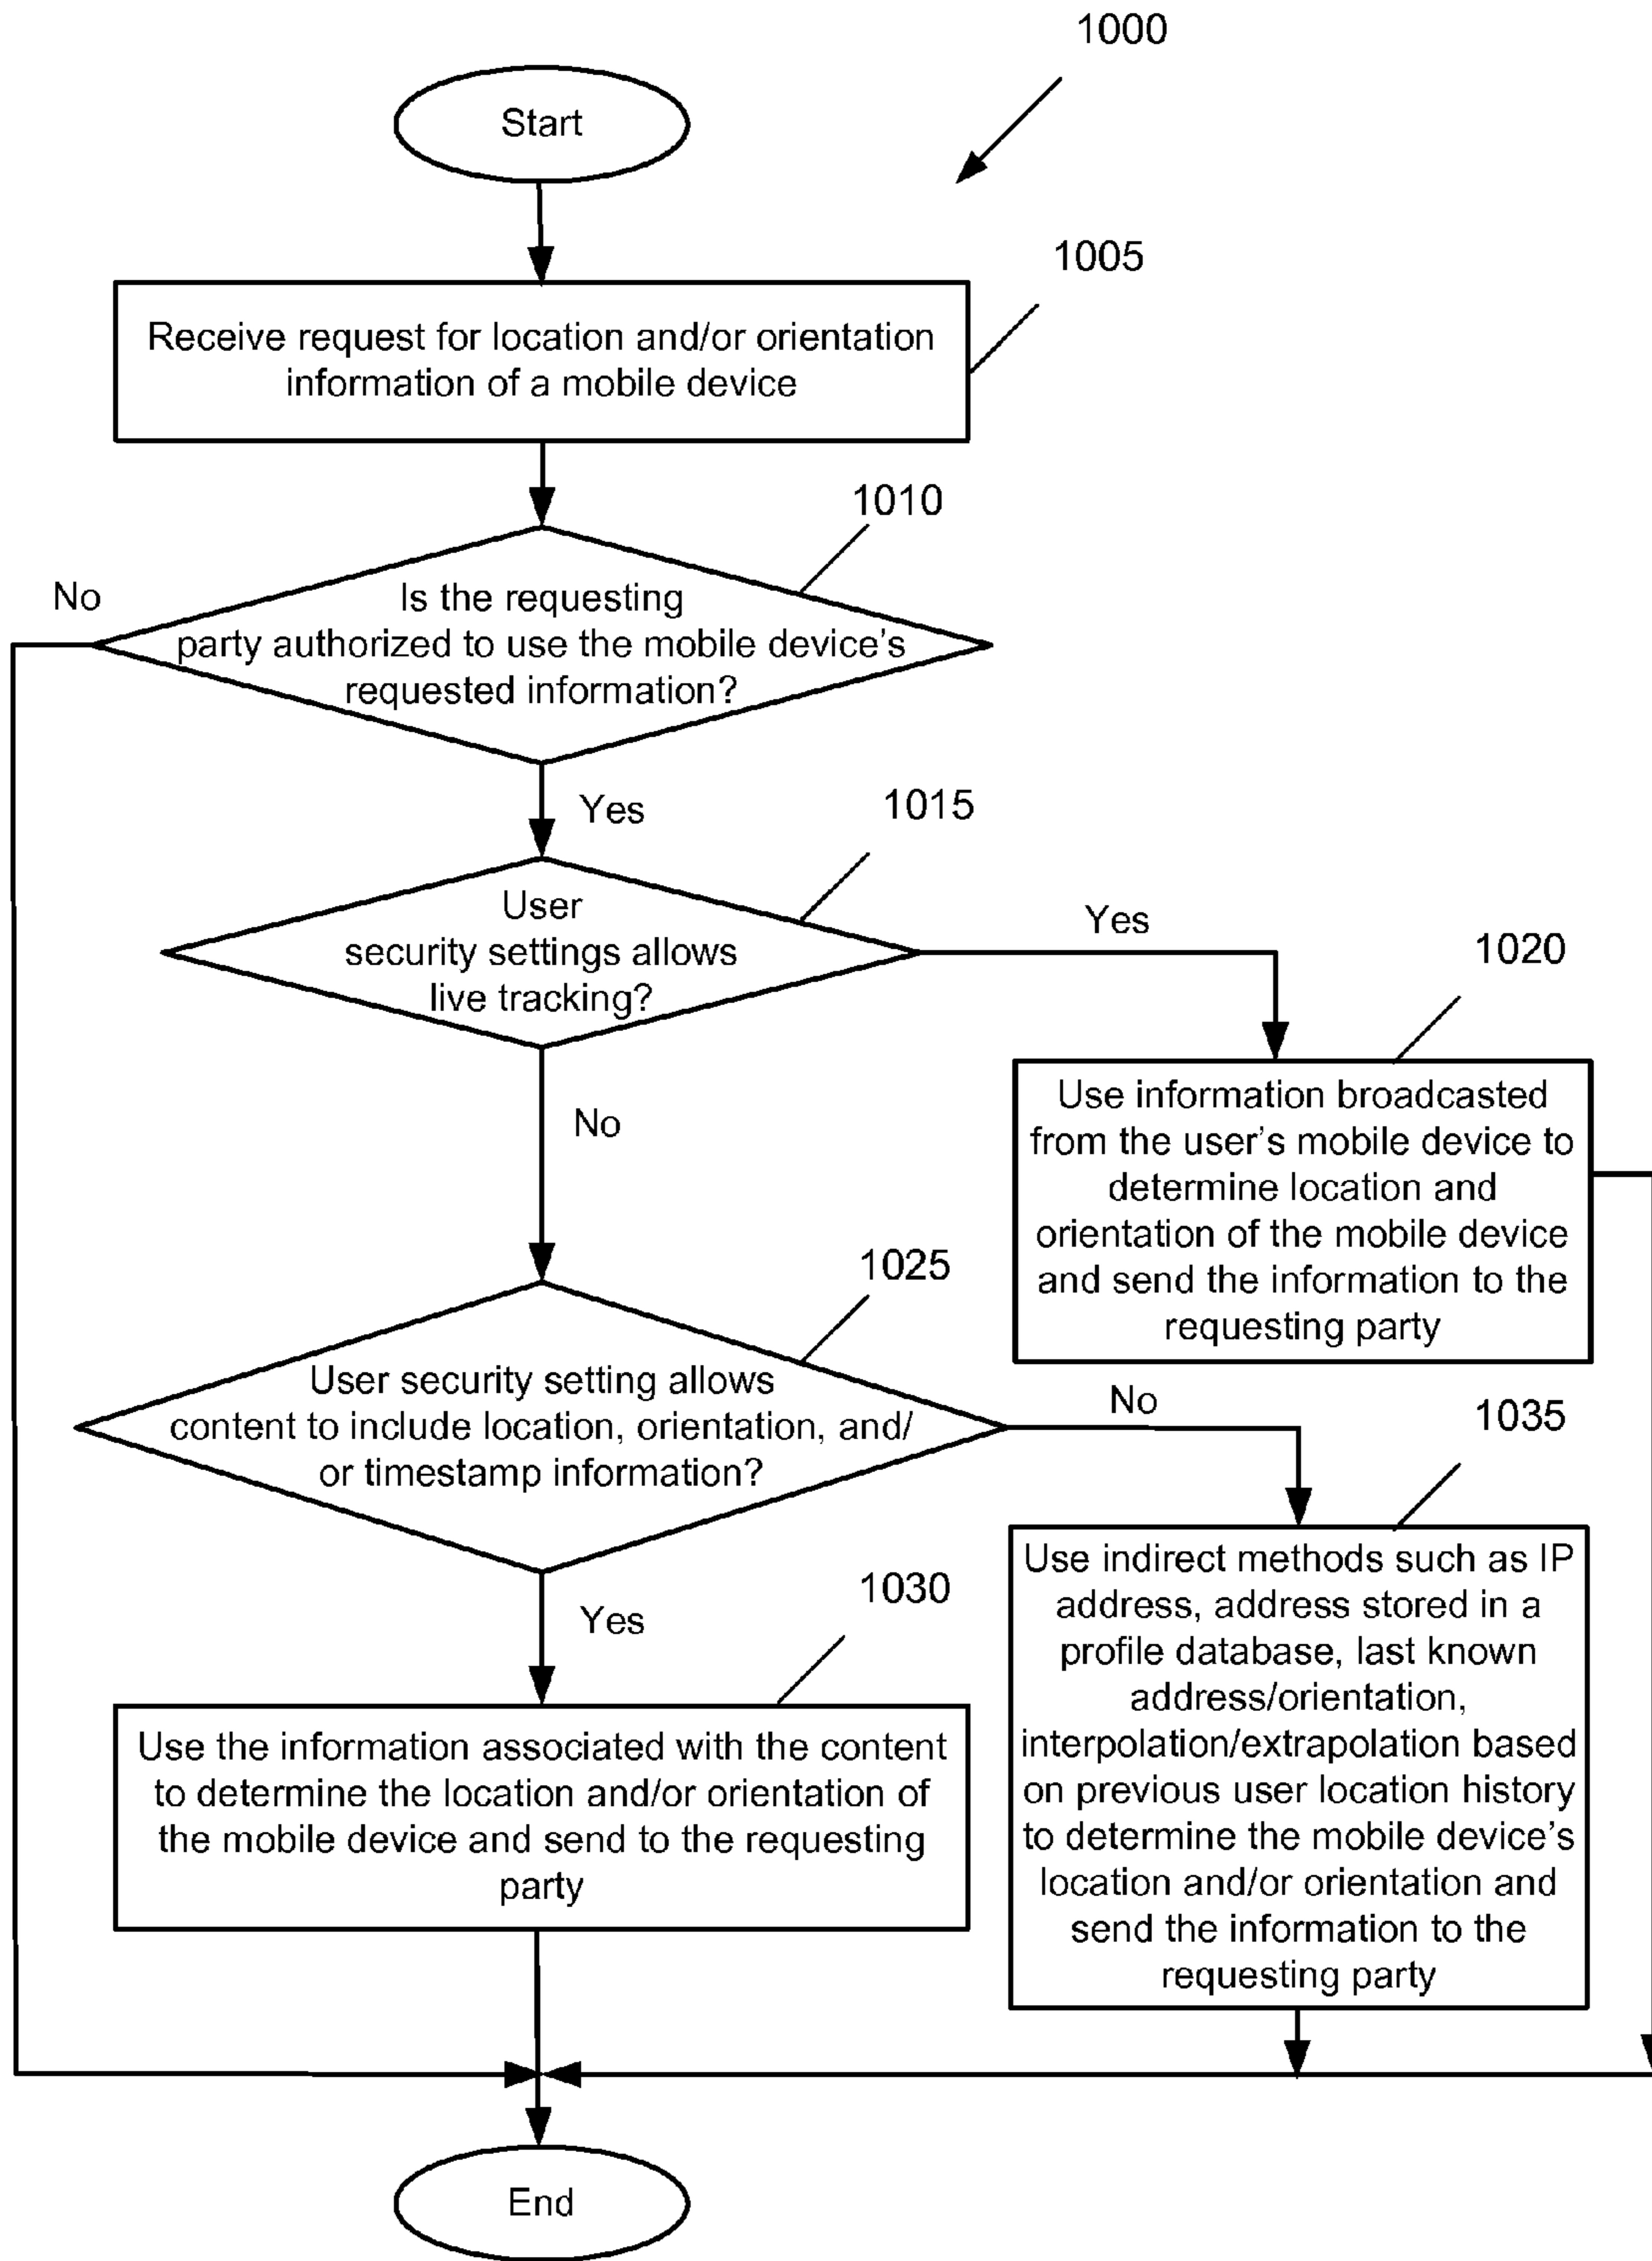 1000
Start
1005
Receive request for location and/or orientation
information of a mobile device
1010
No
Is the requesting
party authorized to use the mobile device's
requested information?
Yes
1015
User
security settings allows
live tracking?
Yes
1020
Use information broadcasted
from the user's mobile device to
determine location and
orientation of the mobile device
and send the information to the
requesting party
No
1025
User security setting allows
content to include location, orientation, and/
or timestamp information?
No
1035
Use indirect methods such as IP
address, address stored in a
profile database, last known
address/orientation,
interpolation/extrapolation based
on previous user location history
to determine the mobile device's
location and/or orientation and
send the information to the
requesting party
Yes
1030
Use the information associated with the content
to determine the location and/or orientation of
the mobile device and send to the requesting
party
End